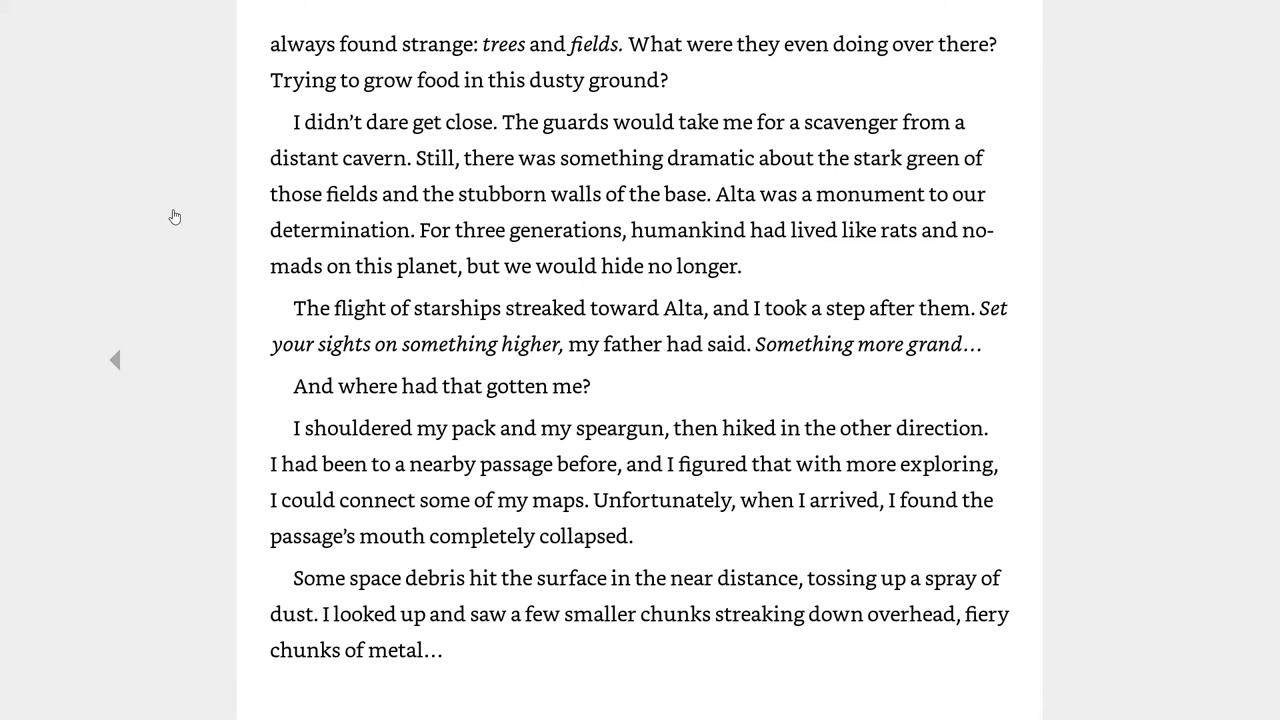 always found strange: trees and fields. What were they even doing over there?
Trying to grow food in this dusty ground?
I didn’t dare get close. The guards would take me for a scavenger from a
distant cavern. Still, there was something dramatic about the stark green of
those fields and the stubborn walls of the base. Alta was a monument to our
determination. For three generations, humankind had lived like rats and no-
mads on this planet, but we would hide no longer.
The flight of starships streaked toward Alta, and I took a step after them. Set
your sights on something higher, my father had said. Something more grand…
And where had that gotten me?
I shouldered my pack and my speargun, then hiked in the other direction.
I had been to a nearby passage before, and I figured that with more exploring,
I could connect some of my maps. Unfortunately, when I arrived, I found the
passage’s mouth completely collapsed.
Some space debris hit the surface in the near distance, tossing up a spray of
dust. I looked up and saw a few smaller chunks streaking down overhead, fiery
chunks of metal…